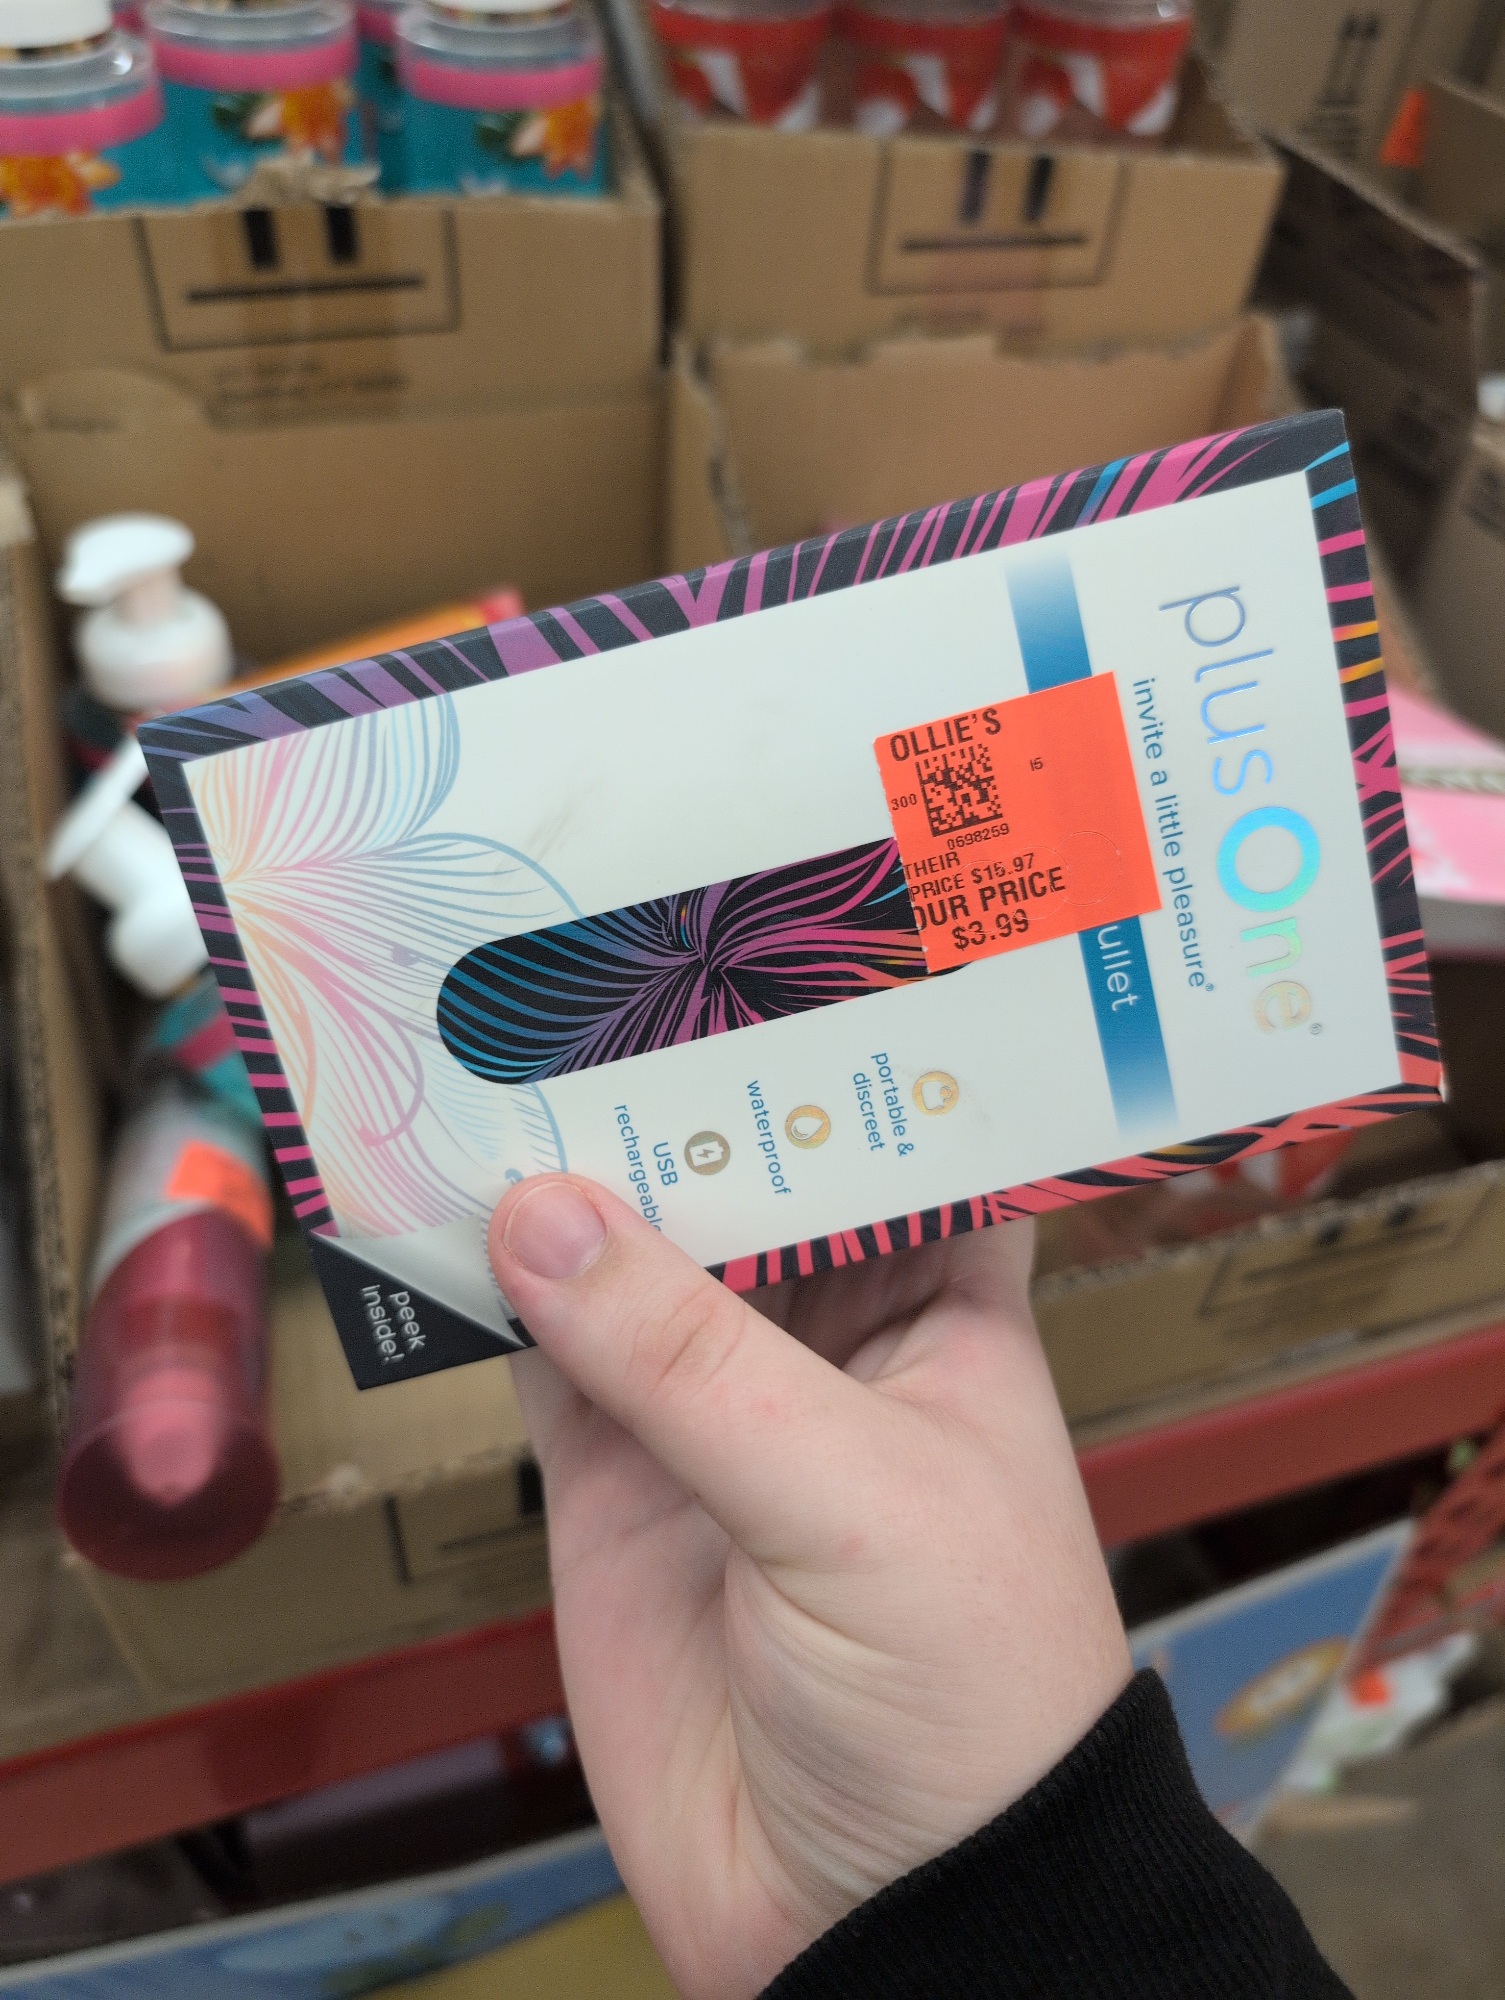 plusOne®
invite a little pleasure®
ullet
OLLIE'S
15
300
0698259
THEIR
PRICE $15.97
OUR PRICE
$3.99
portable &
discreet
waterproof
USB
rechargeabl
peek
inside!